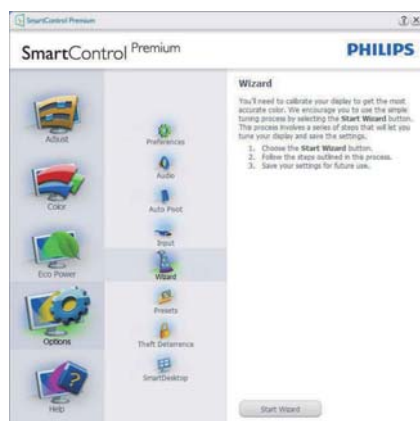 SmartControl Premium
SmartControl Premium
PHILIPS
Adjust
Color
Eco Power
Options
Help
Preferences
Audio
Auto Pivot
Input
Wizard
Presets
Theft Deterrence
SmartDesktop
Wizard
You'll need to calibrate your display to get the most
accurate color. We encourage you to use the simple
tuning process by selecting the Start Wizard button.
This process involves a series of steps that will let you
tune your display and save the settings.
1. Choose the Start Wizard button.
2. Follow the steps outlined in this process.
3. Save your settings for future use.
Start Wizard